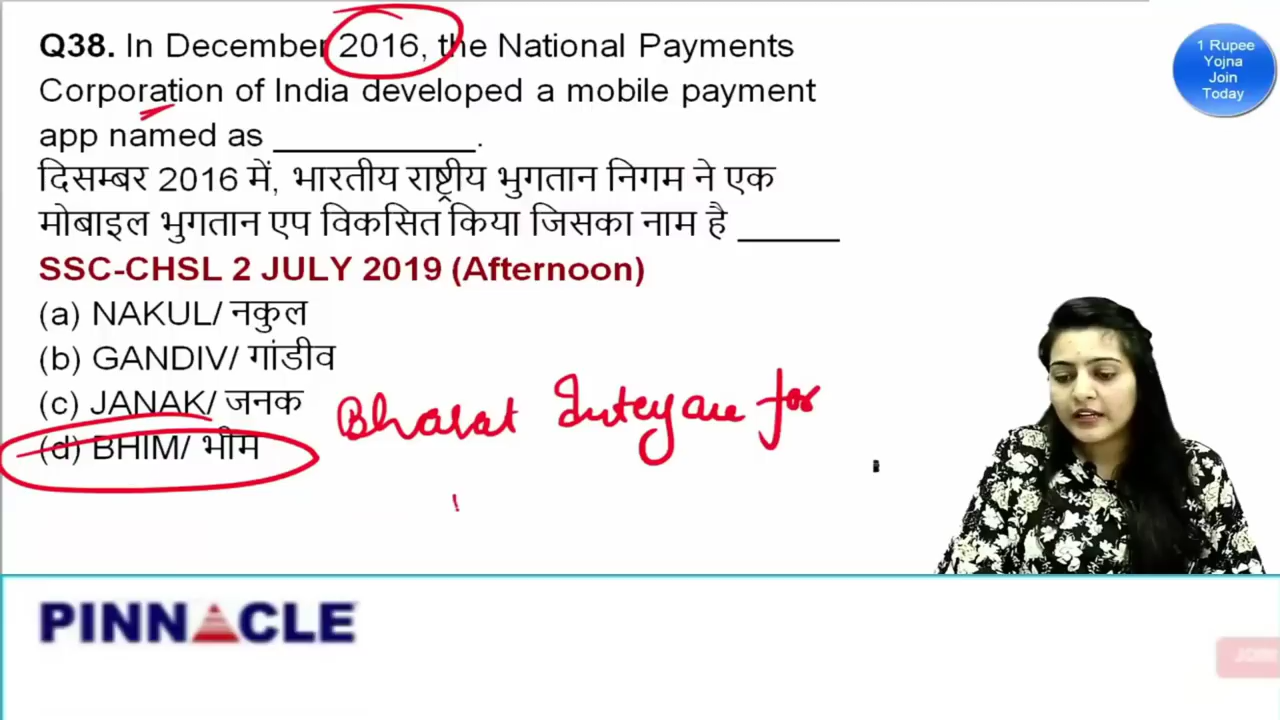 Q38. In December 2016, the National Payments
Corporation of India developed a mobile payment
app named as ___________.
दिसम्बर 2016 में, भारतीय राष्ट्रीय भुगतान निगम ने एक
मोबाइल भुगतान एप विकसित किया जिसका नाम है ______
SSC-CHSL 2 JULY 2019 (Afternoon)
(a) NAKUL/ नकुल
(b) GANDIV/ गांडीव
(c) JANAK/ जनक
(d) BHIM/ भीम
Bharat for
1 Rupee
Yojna
Join
Today
PINNACLE
JOIN